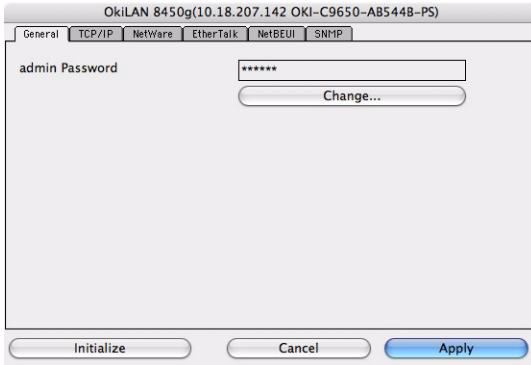 OkiLAN 8450g(10.18.207.142 OKI-C9650-AB544B-PS)
General TCP/IP NetWare EtherTalk NetBEUI SNMP
admin Password ******
Change...
Initialize Cancel Apply